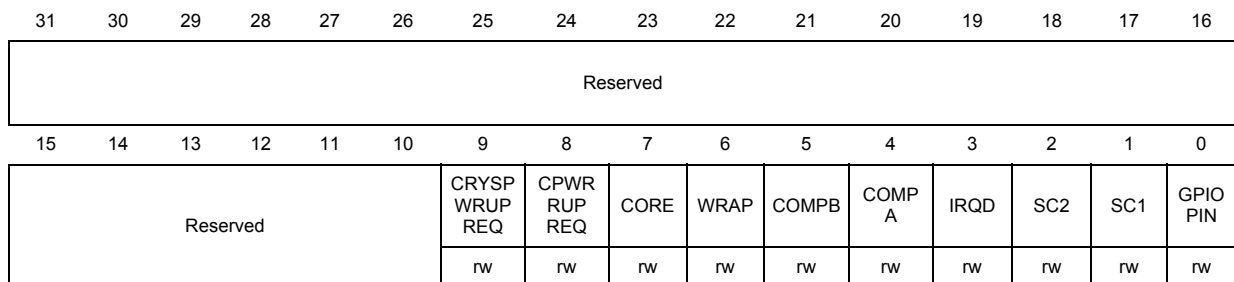 31 30 29 28 27 26 25 24 23 22 21 20 19 18 17 16
Reserved
15 14 13 12 11 10 9 8 7 6 5 4 3 2 1 0
Reserved
CRYSP
WRUP
REQ
CPWR
RUP
REQ
CORE
WRAP
COMPB
COMP
A
IRQD
SC2
SC1
GPIO
PIN
rw rw rw rw rw rw rw rw rw rw